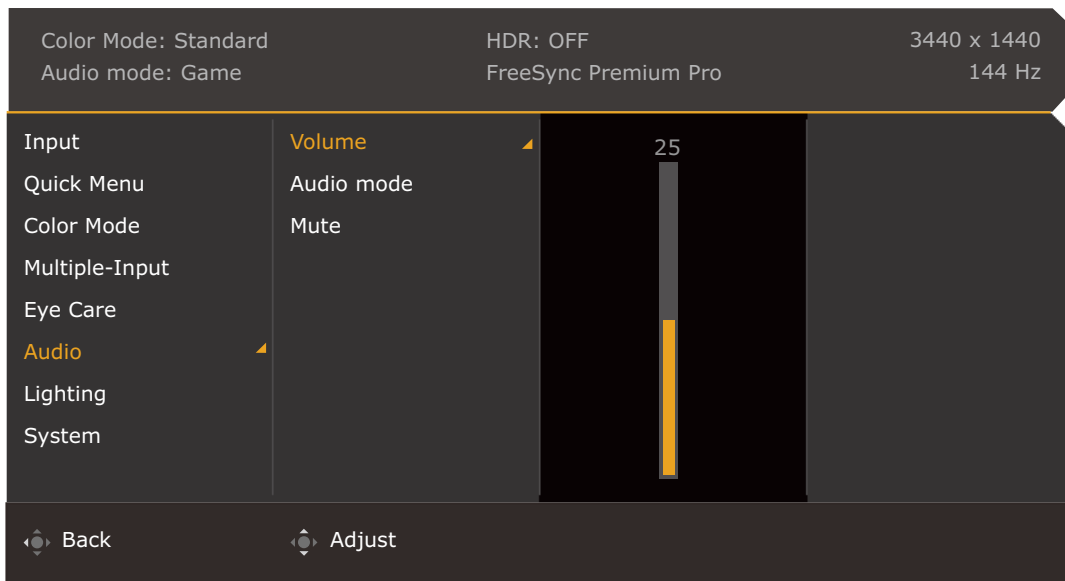 Color Mode: Standard
HDR: OFF
3440 x 1440
Audio mode: Game
FreeSync Premium Pro
144 Hz
Input
Quick Menu
Color Mode
Multiple-Input
Eye Care
Audio
Lighting
System
Volume
Audio mode
Mute
25
Back
Adjust